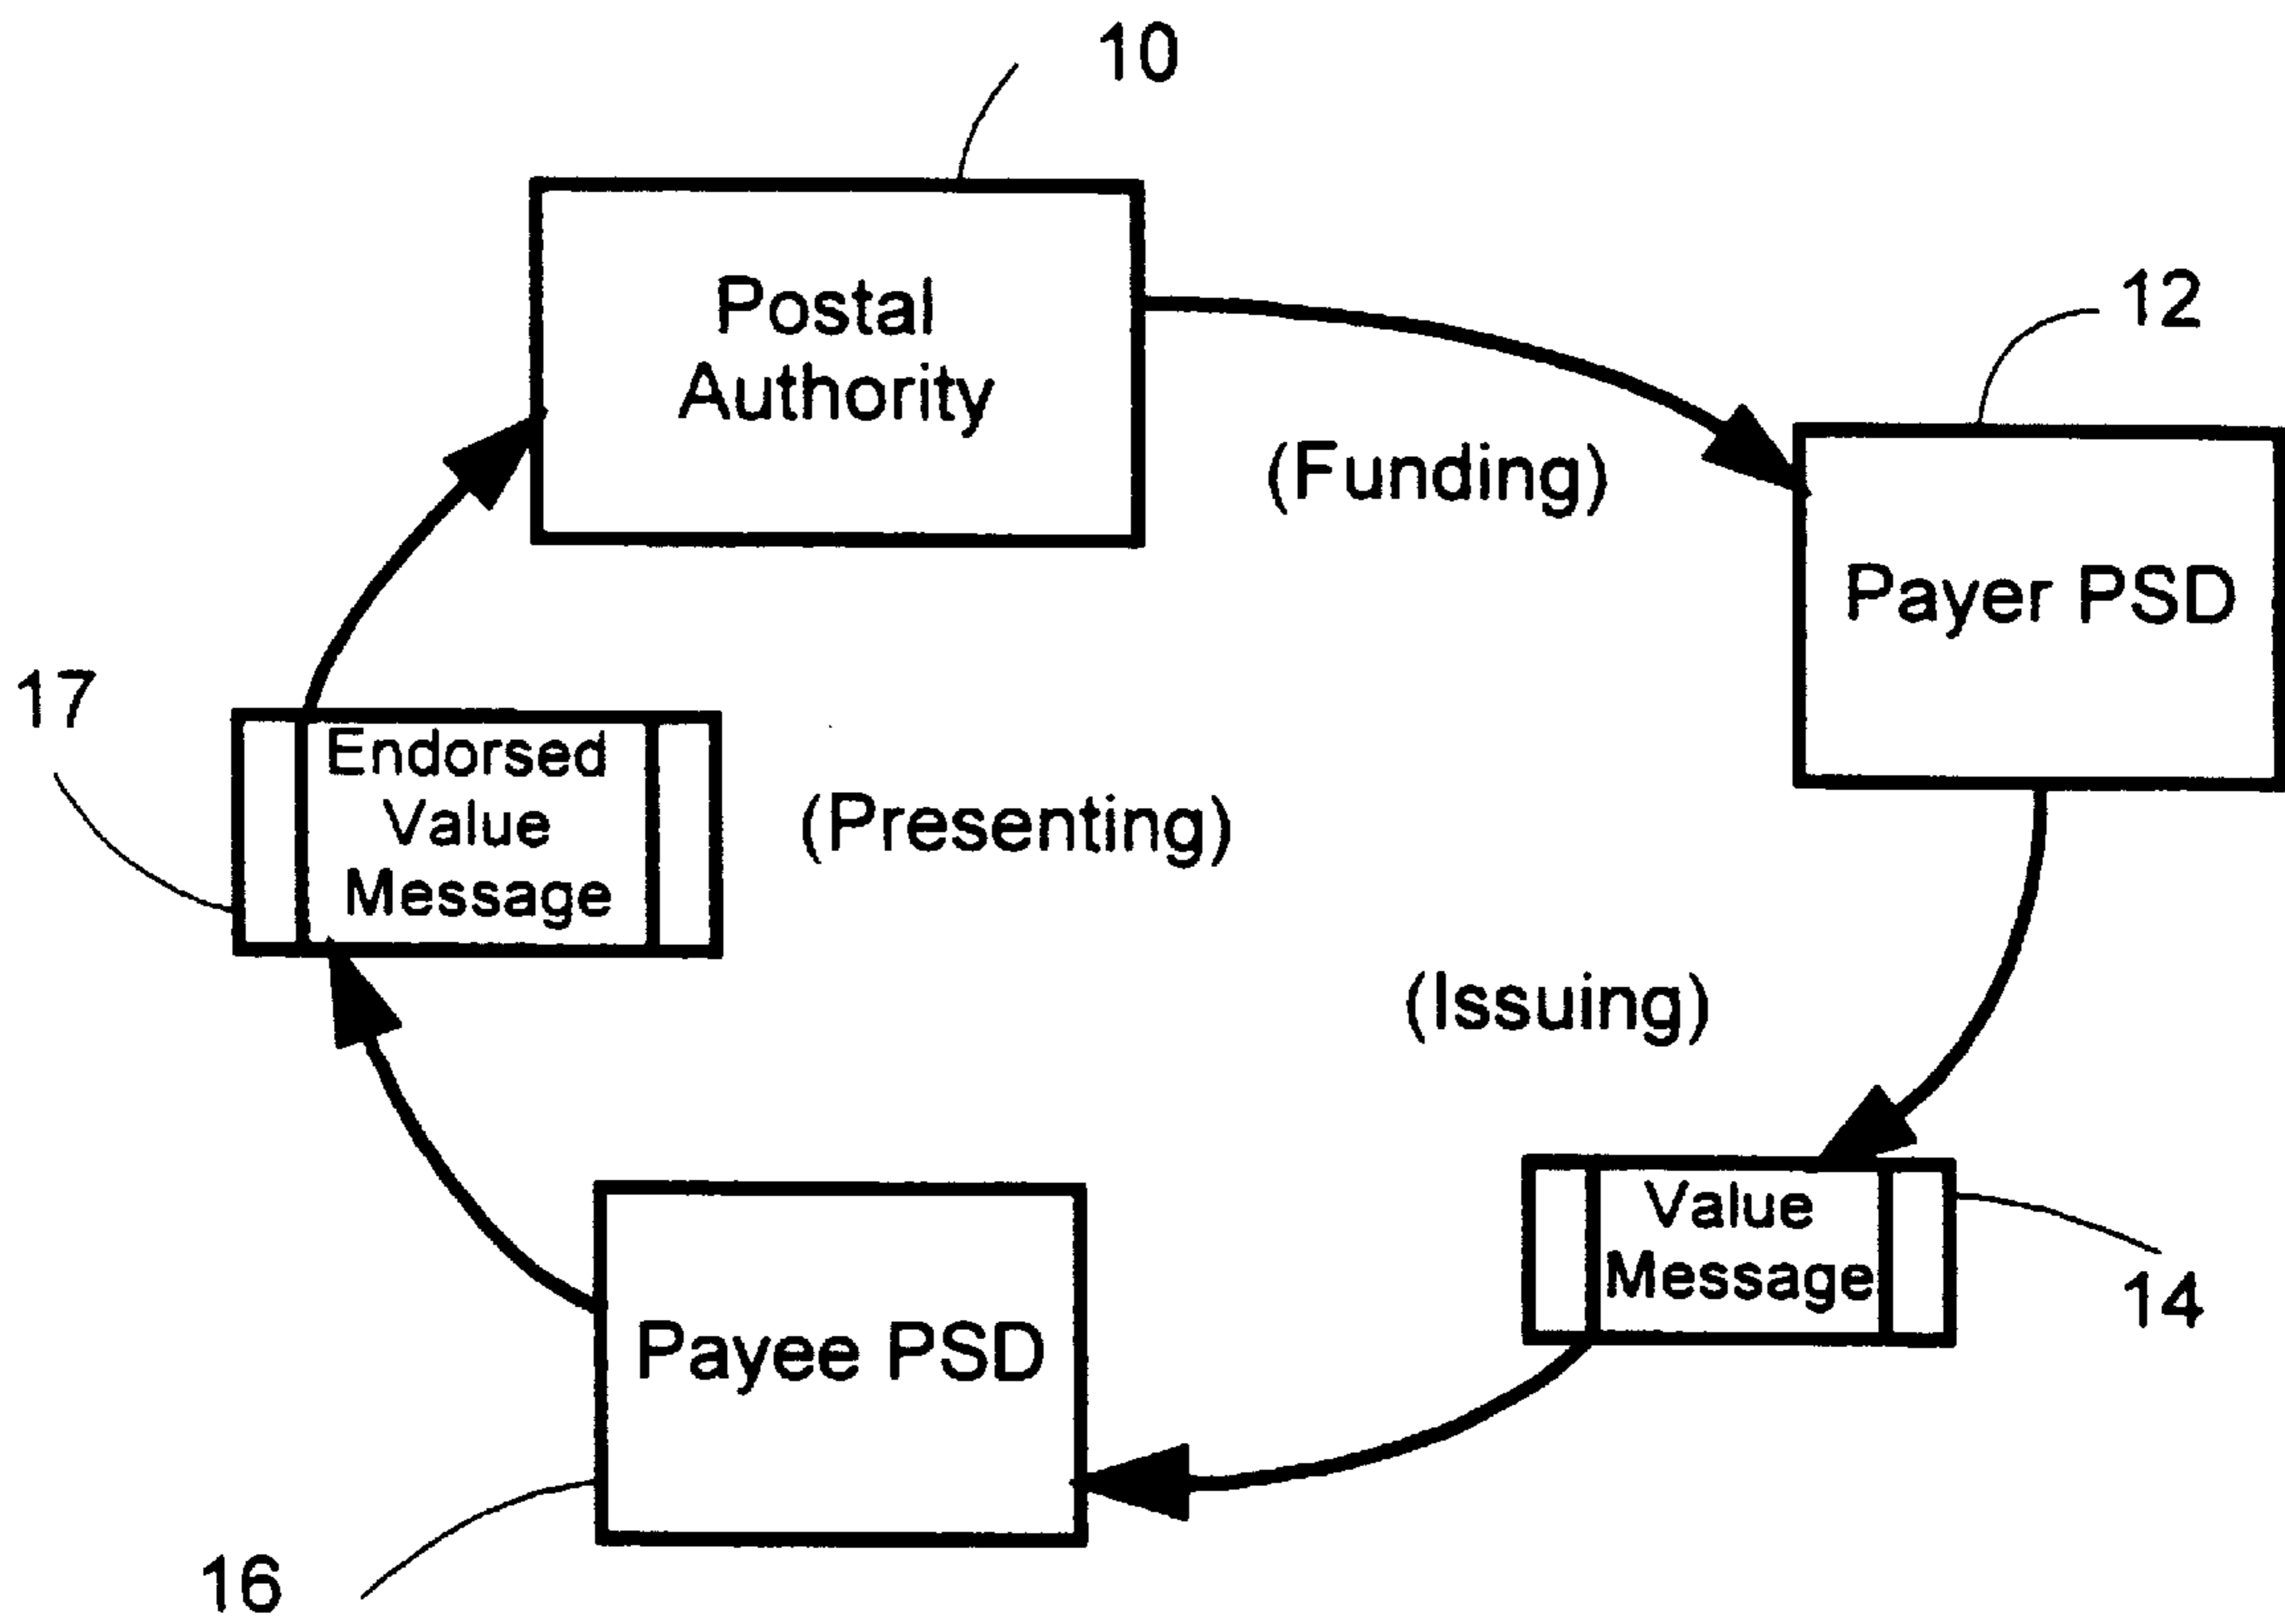 10
Postal
Authority
12
(Funding)
Payer PSD
17
Endorsed
Value
Message
(Presenting)
(Issuing)
Value
Message
14
Payee PSD
16